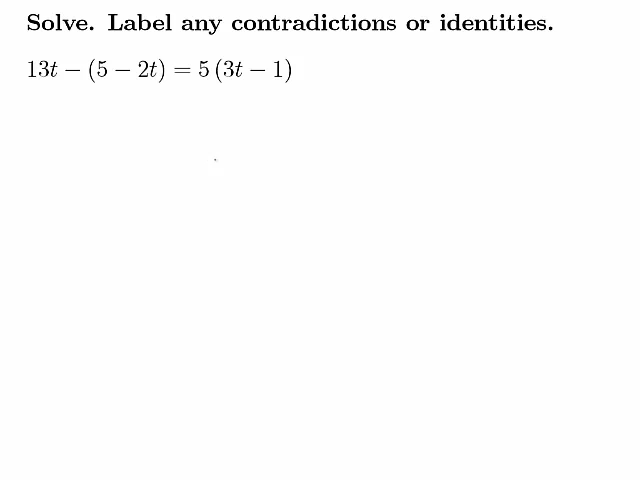 Solve. Label any contradictions or identities.
13t − (5 − 2t) = 5 (3t − 1)